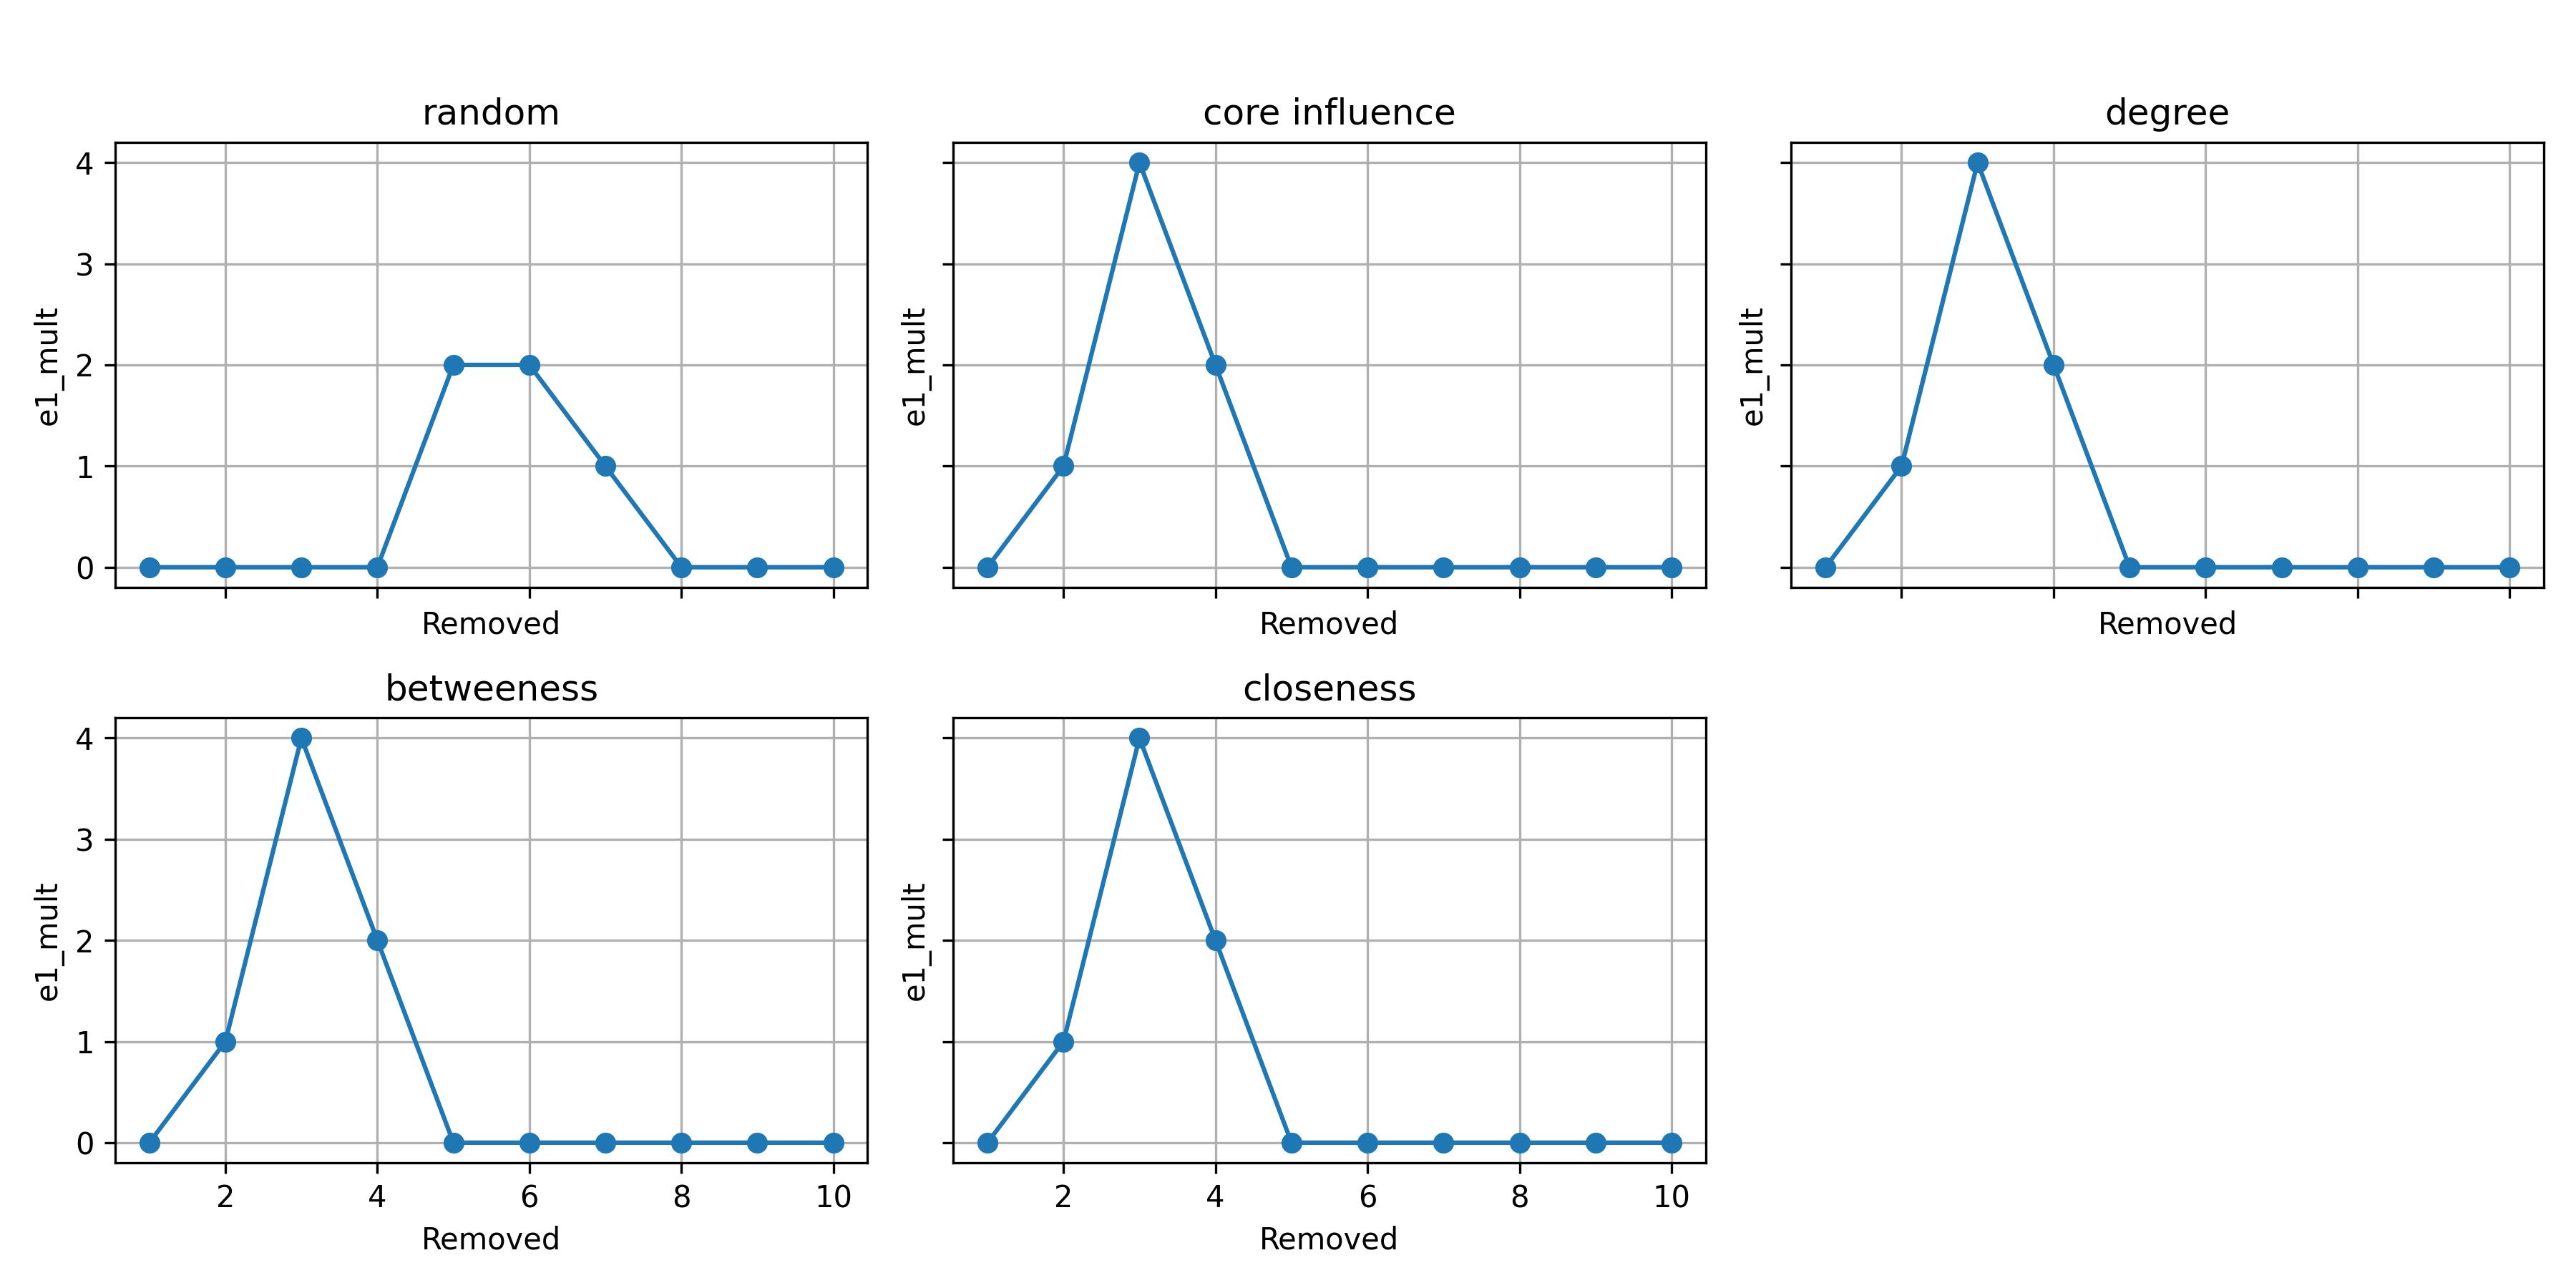 random
core influence
degree
4
3
2
1
0
e1_mult
e1_mult
e1_mult
Removed
Removed
Removed
betweeness
closeness
4
3
2
1
0
e1_mult
e1_mult
2 4 6 8 10
2 4 6 8 10
Removed
Removed